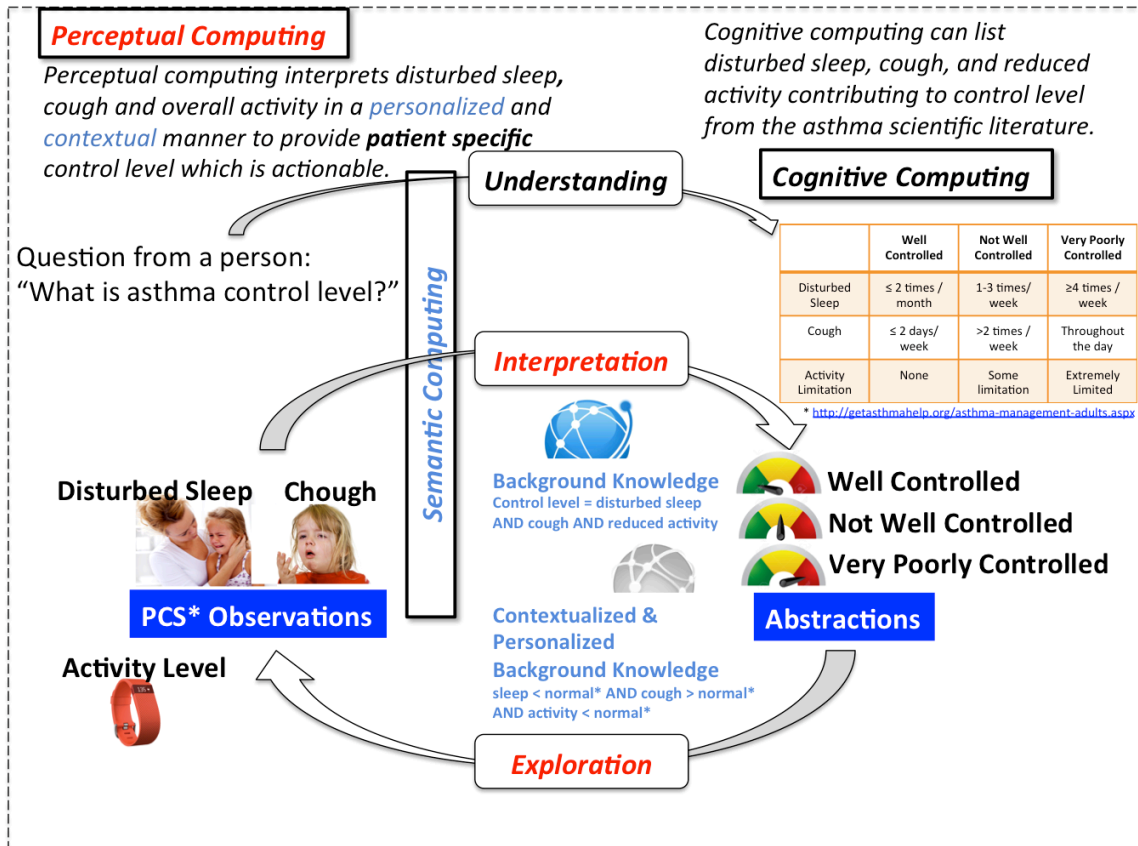 Perceptual Computing
Perceptual computing interprets disturbed sleep,
cough and overall activity in a personalized and
contextual manner to provide patient specific
control level which is actionable.
Cognitive computing can list
disturbed sleep, cough, and reduced
activity contributing to control level
from the asthma scientific literature.
Understanding
Cognitive Computing
Question from a person:
“What is asthma control level?”
Semantic Computing
Well Controlled
Not Well Controlled
Very Poorly Controlled
Disturbed Sleep
≤ 2 times / month
1-3 times/ week
≥4 times / week
Cough
≤ 2 days/ week
>2 times / week
Throughout the day
Activity Limitation
None
Some limitation
Extremely Limited
* http://getasthmahelp.org/asthma-management-adults.aspx
Interpretation
Disturbed Sleep
Chough
PCS* Observations
Activity Level
Background Knowledge
Control level = disturbed sleep
AND cough AND reduced activity
Contextualized &
Personalized
Background Knowledge
sleep < normal* AND cough > normal*
AND activity < normal*
Well Controlled
Not Well Controlled
Very Poorly Controlled
Abstractions
Exploration